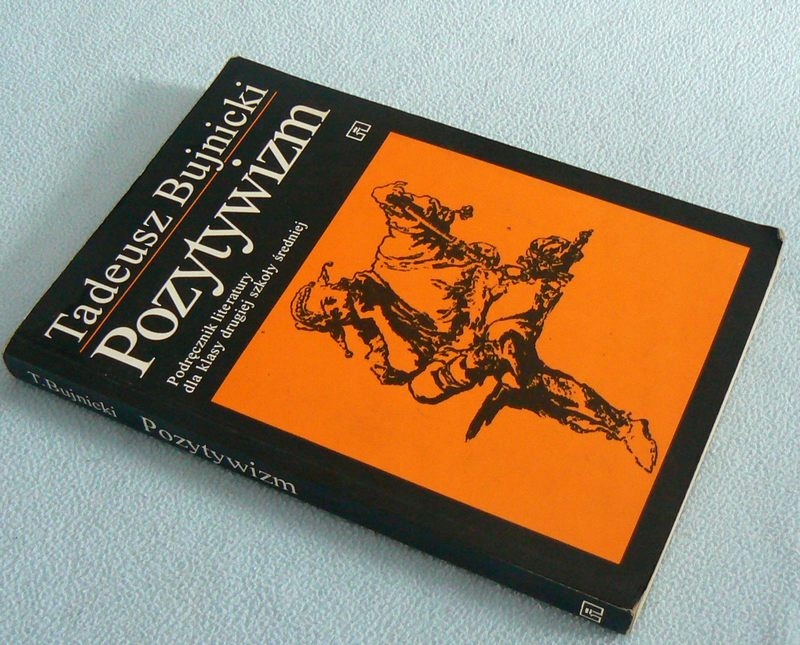 Tadeusz Bujnicki
Pozytywizm
Podręcznik literatury
dla klasy drugiej szkoły średniej
T. Bujnicki Pozytywizm